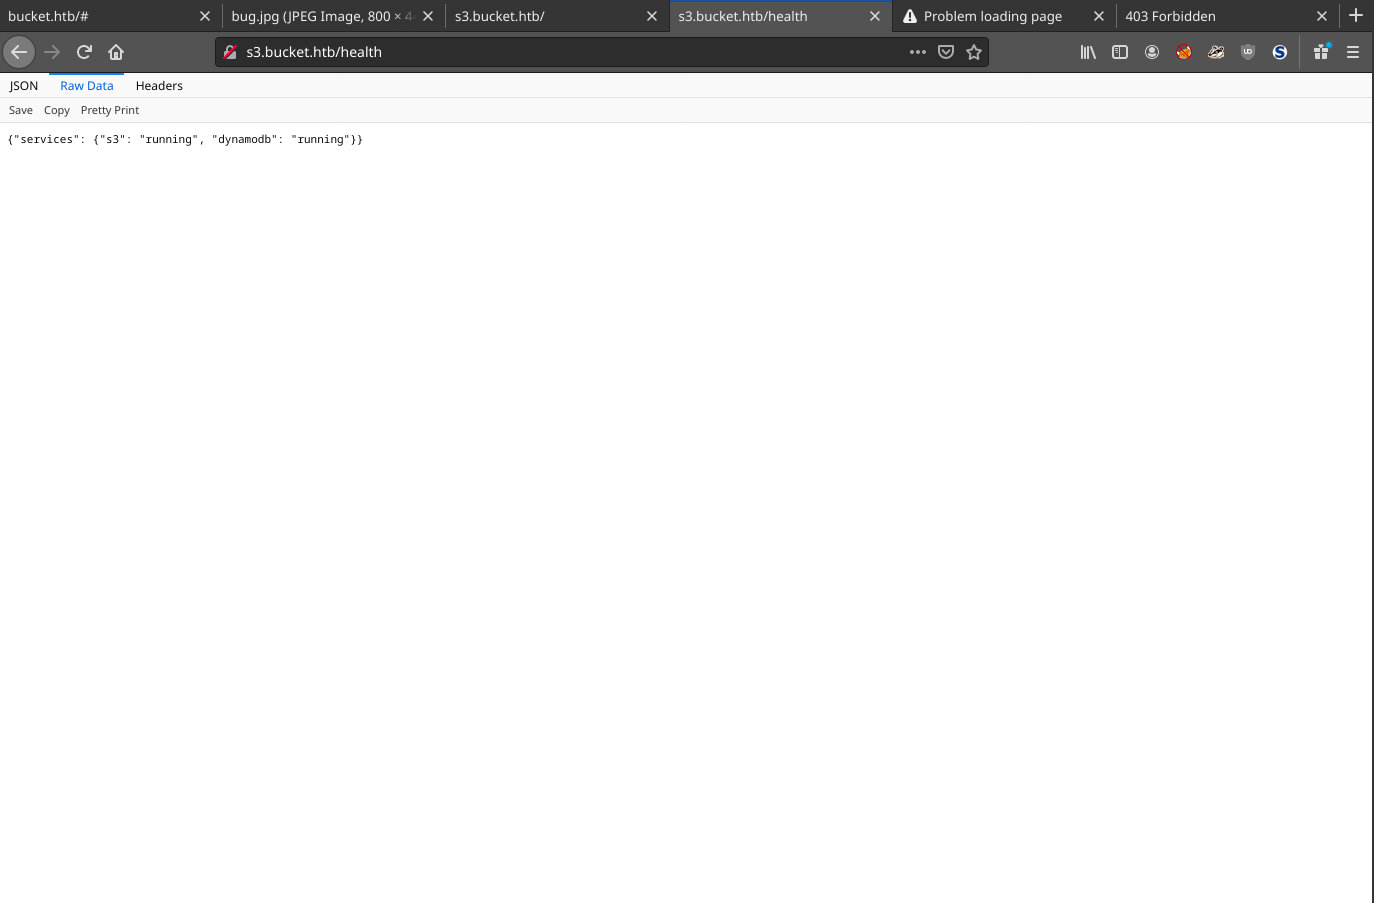 bucket.htb/#
bug.jpg (JPEG Image, 800 × 4
s3.bucket.htb/
s3.bucket.htb/health
Problem loading page
403 Forbidden
s3.bucket.htb/health
JSON Raw Data Headers
Save Copy Pretty Print
{"services": {"s3": "running", "dynamodb": "running"}}